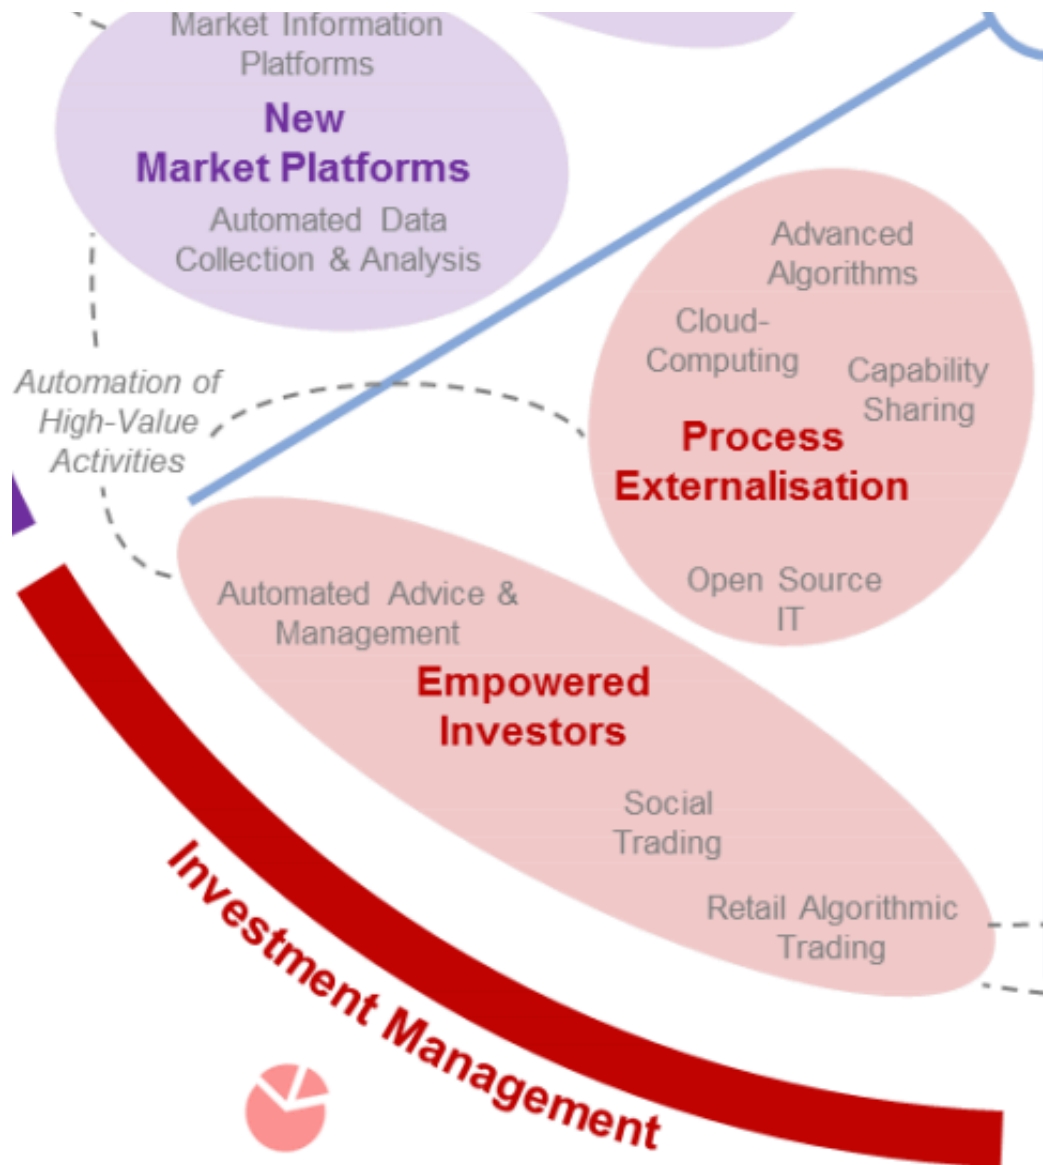 Market Information
Platforms
New
Market Platforms
Automated Data
Collection & Analysis
Advanced
Algorithms
Cloud-
Computing
Capability
Sharing
Process
Externalisation
Open Source
IT
Automation of
High-Value
Activities
Automated Advice &
Management
Empowered
Investors
Social
Trading
Retail Algorithmic
Trading
Investment Management